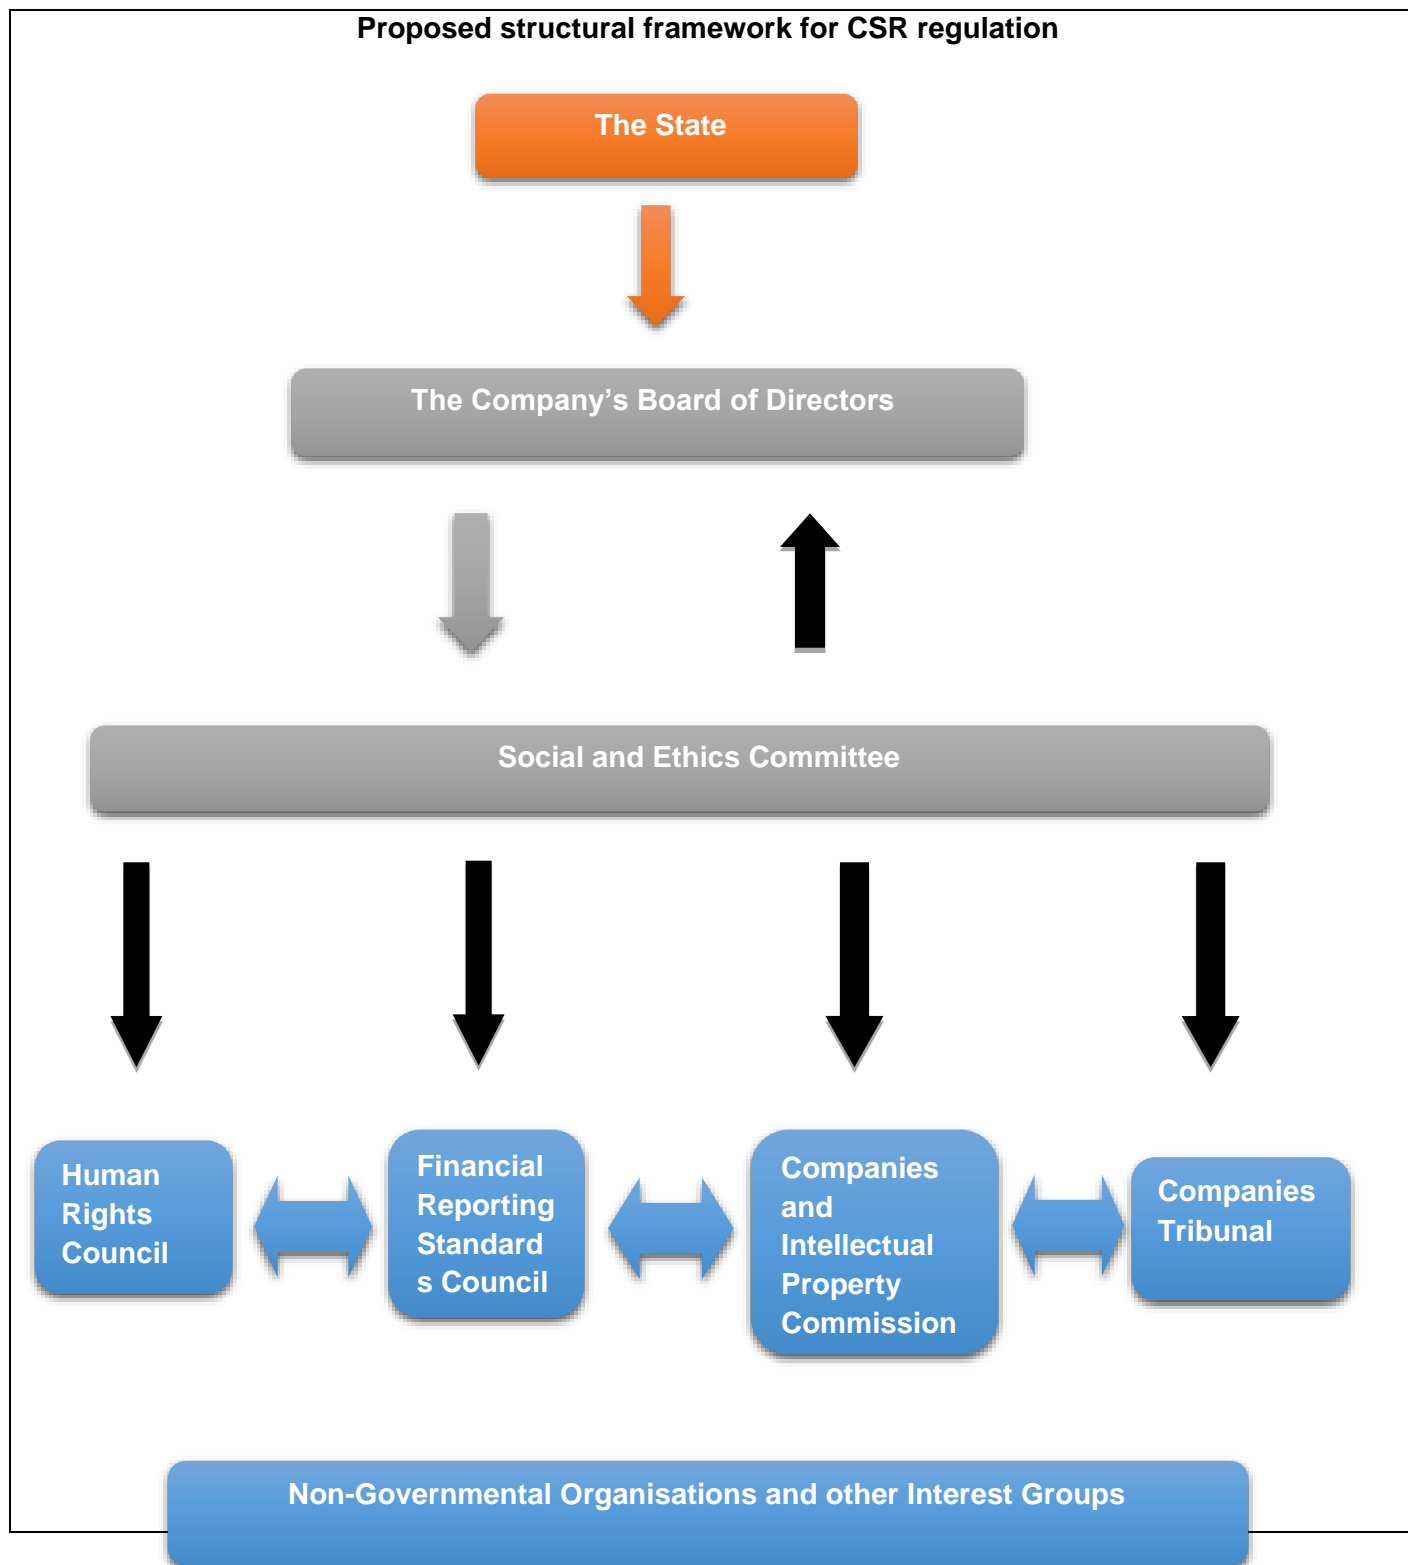 Proposed structural framework for CSR regulation
The State
The Company’s Board of Directors
Social and Ethics Committee
Human
Rights
Council
Financial
Reporting
Standard
s Council
Companies
and
Intellectual
Property
Commission
Companies
Tribunal
Non-Governmental Organisations and other Interest Groups